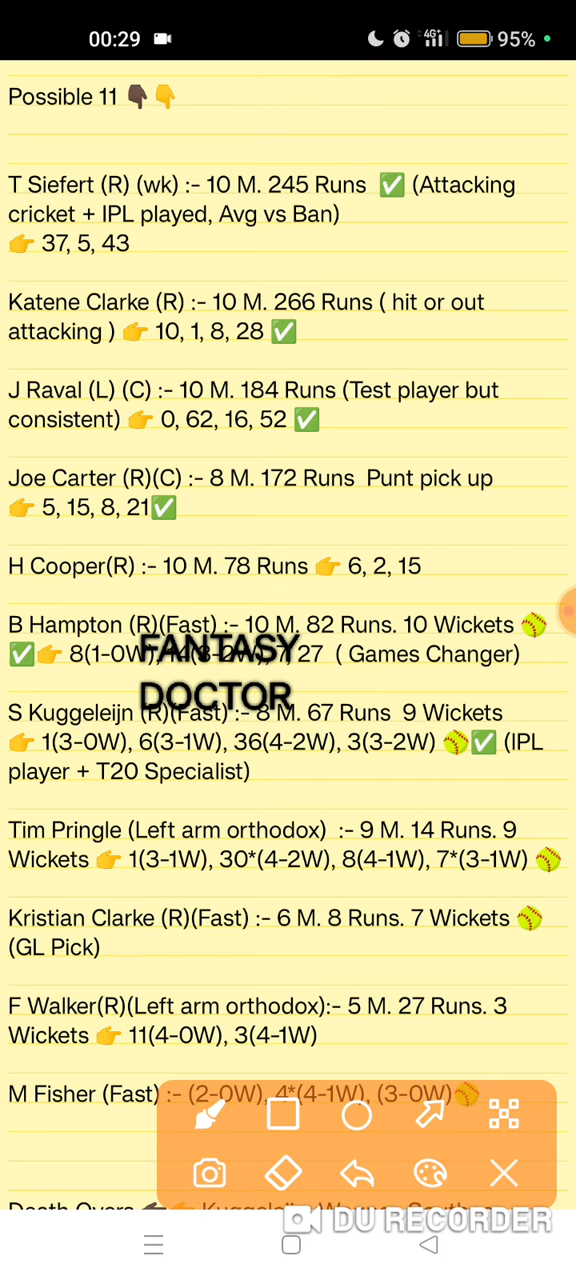 00:29 4G+ 95%
Possible 11 👇🏿👇
T Siefert (R) (wk) :- 10 M. 245 Runs ✅ (Attacking
cricket + IPL played, Avg vs Ban)
👉 37, 5, 43
Katene Clarke (R) :- 10 M. 266 Runs ( hit or out
attacking ) 👉 10, 1, 8, 28 ✅
J Raval (L) (C) :- 10 M. 184 Runs (Test player but
consistent) 👉 0, 62, 16, 52 ✅
Joe Carter (R)(C) :- 8 M. 172 Runs Punt pick up
👉 5, 15, 8, 21✅
H Cooper(R) :- 10 M. 78 Runs 👉 6, 2, 15
B Hampton (R)(Fast) :- 10 M. 82 Runs. 10 Wickets 🥎
✅👉 8(1-0W), 27 ( Games Changer)
FANTASY
DOCTOR
S Kuggeleijn (R)(Fast) :- 8 M. 67 Runs 9 Wickets
👉 1(3-0W), 6(3-1W), 36(4-2W), 3(3-2W) 🥎✅ (IPL
player + T20 Specialist)
Tim Pringle (Left arm orthodox) :- 9 M. 14 Runs. 9
Wickets 👉 1(3-1W), 30*(4-2W), 8(4-1W), 7*(3-1W) 🥎
Kristian Clarke (R)(Fast) :- 6 M. 8 Runs. 7 Wickets 🥎
(GL Pick)
F Walker(R)(Left arm orthodox):- 5 M. 27 Runs. 3
Wickets 👉 11(4-0W), 3(4-1W)
M Fisher (Fast) :- (2-0W), 4*(4-1W), (3-0W)🥎
DU RECORDER